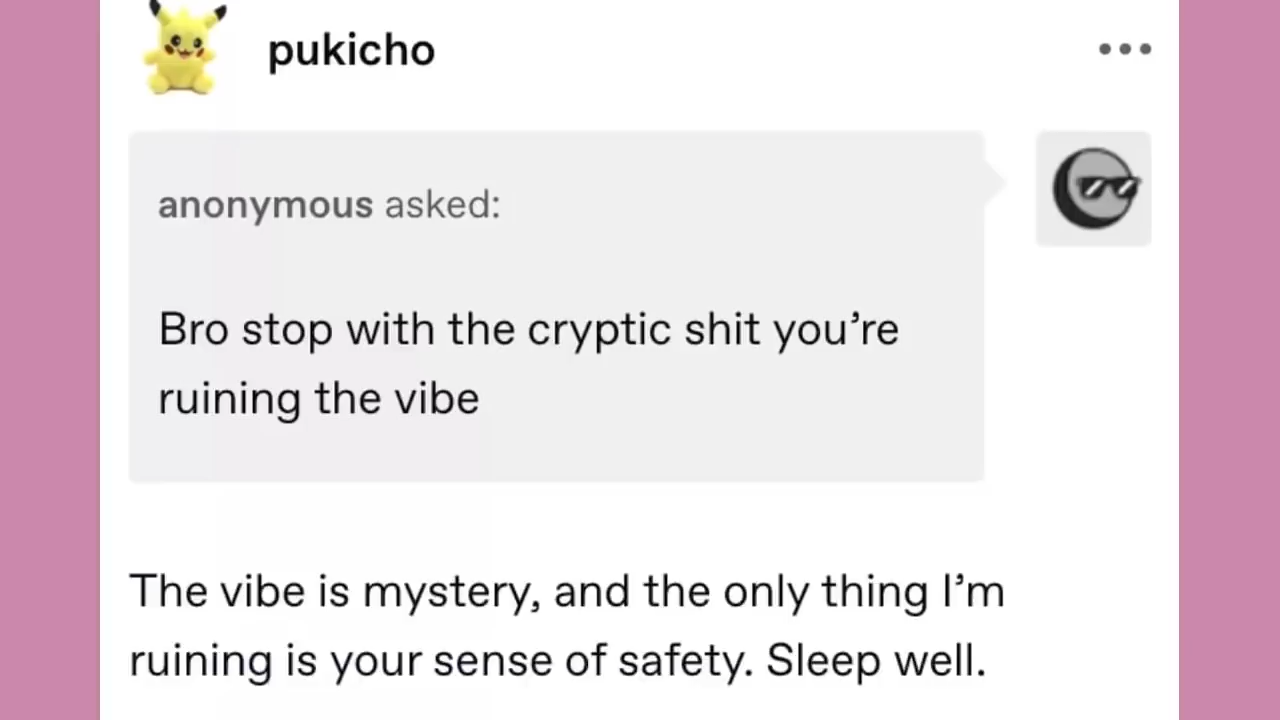 pukicho
anonymous asked:
Bro stop with the cryptic shit you’re
ruining the vibe
The vibe is mystery, and the only thing I’m
ruining is your sense of safety. Sleep well.